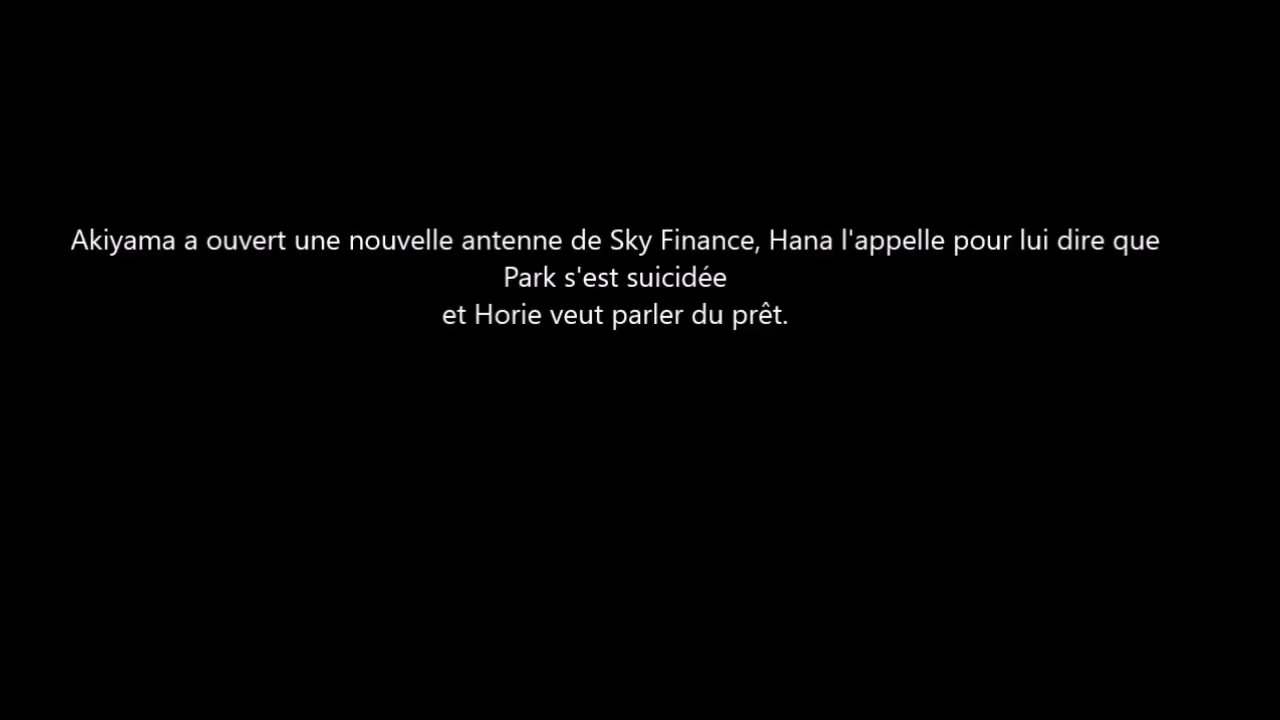 Akiyama a ouvert une nouvelle antenne de Sky Finance, Hana l'appelle pour lui dire que
Park s'est suicidée
et Horie veut parler du prêt.